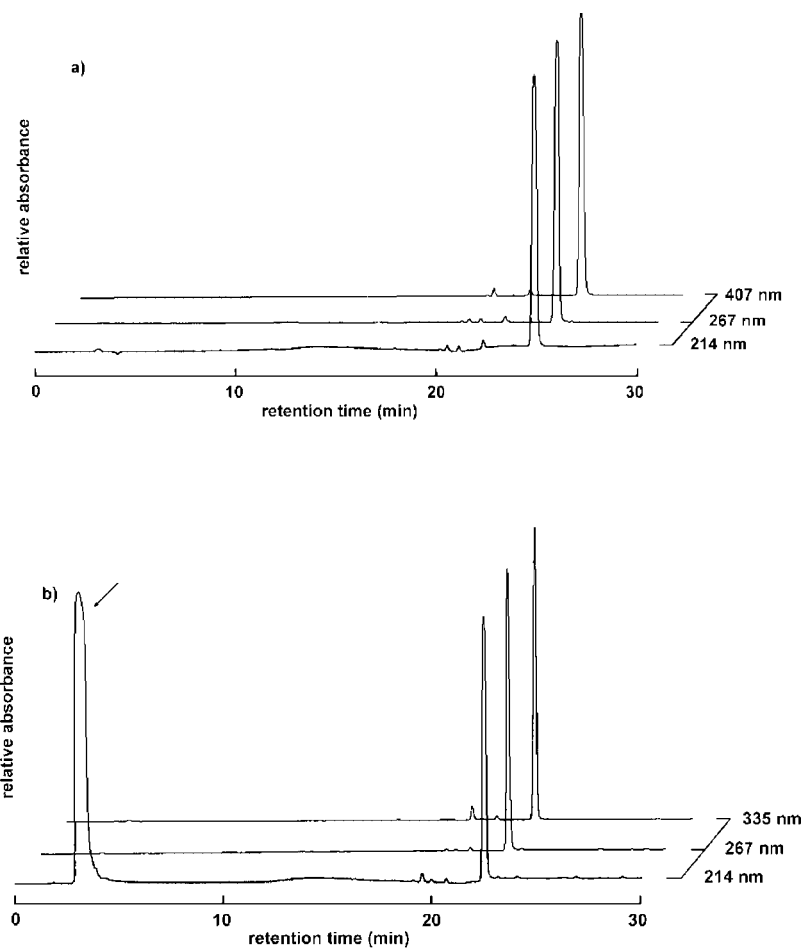 a)
relative absorbance
407 nm
267 nm
214 nm
0 10 20 30
retention time (min)
b)
relative absorbance
335 nm
267 nm
214 nm
0 10 20 30
retention time (min)